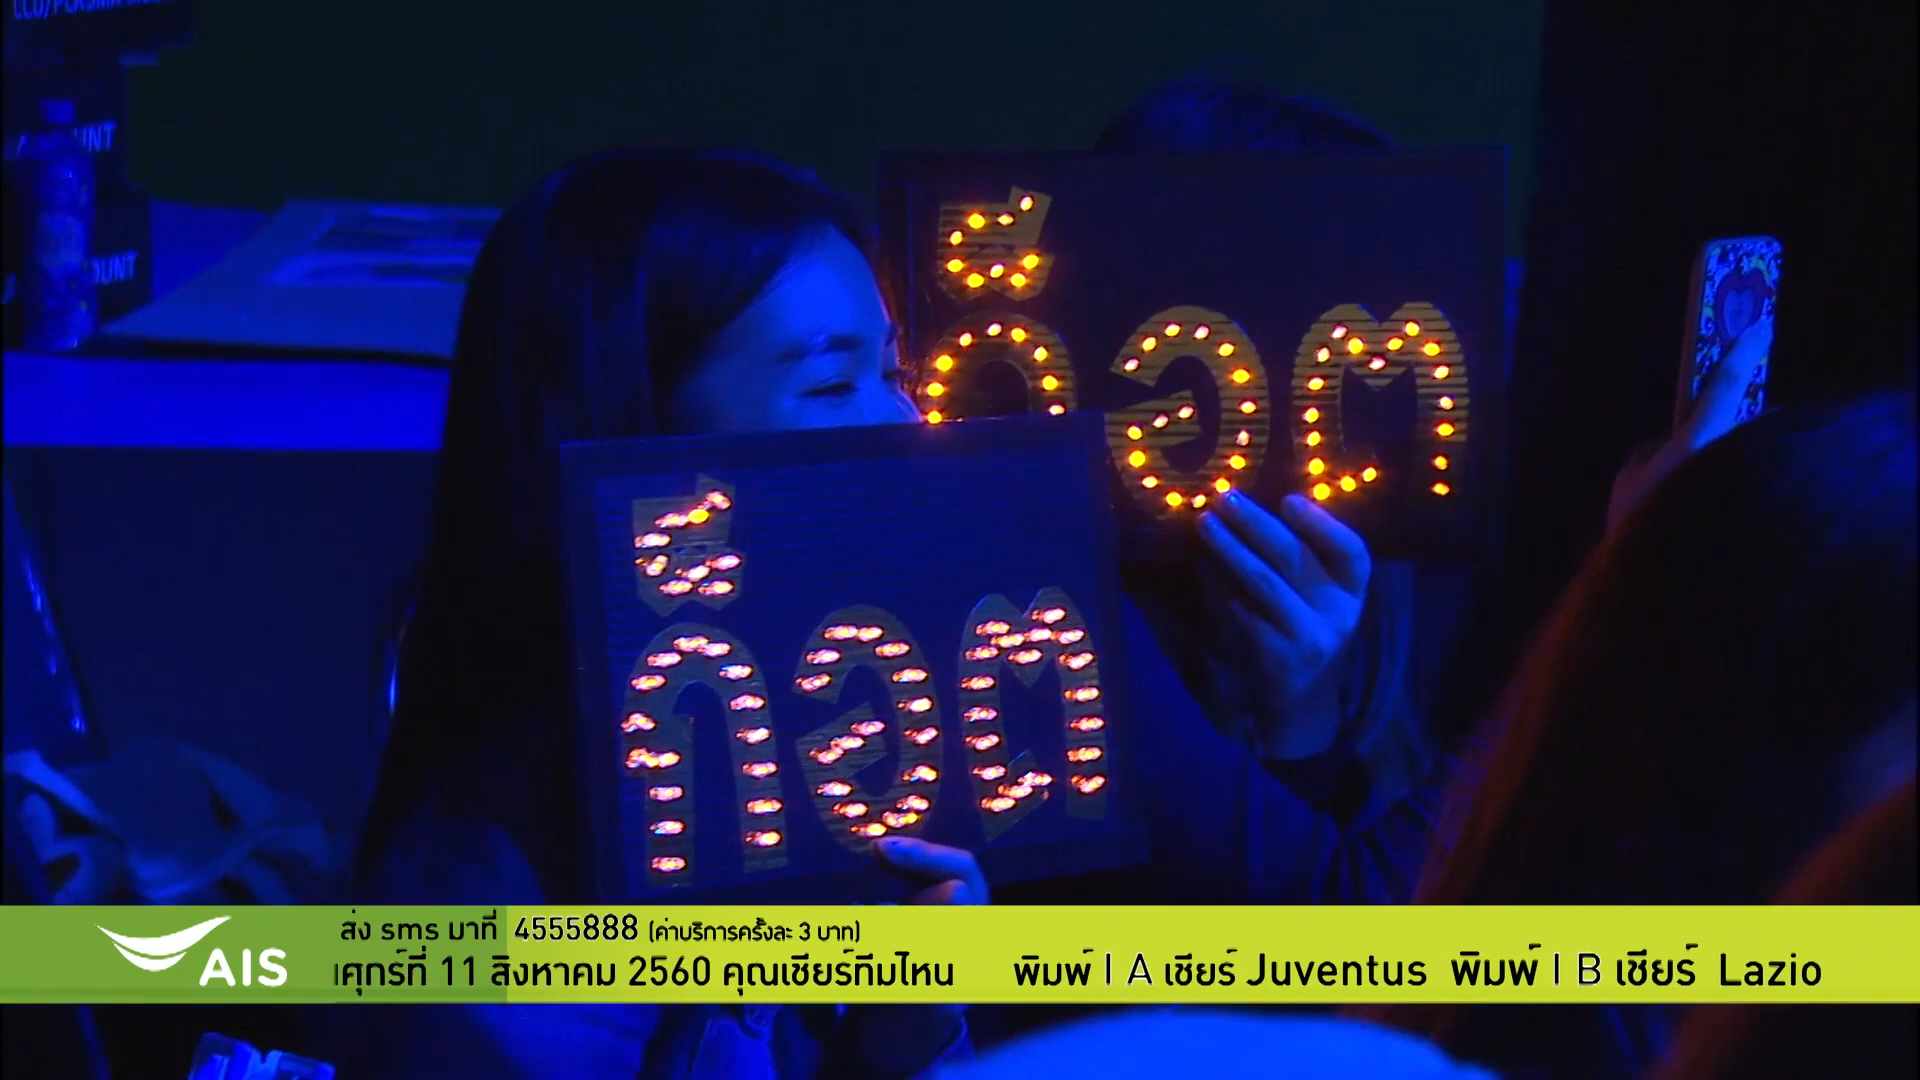 ก็อต
ก็อต
AIS
ส่ง sms มาที่ 4555888 (ค่าบริการครั้งละ 3 บาท)
ศุกร์ที่ 11 สิงหาคม 2560 คุณเชียร์ทีมไหน พิมพ์ I A เชียร์ Juventus พิมพ์ I B เชียร์ Lazio